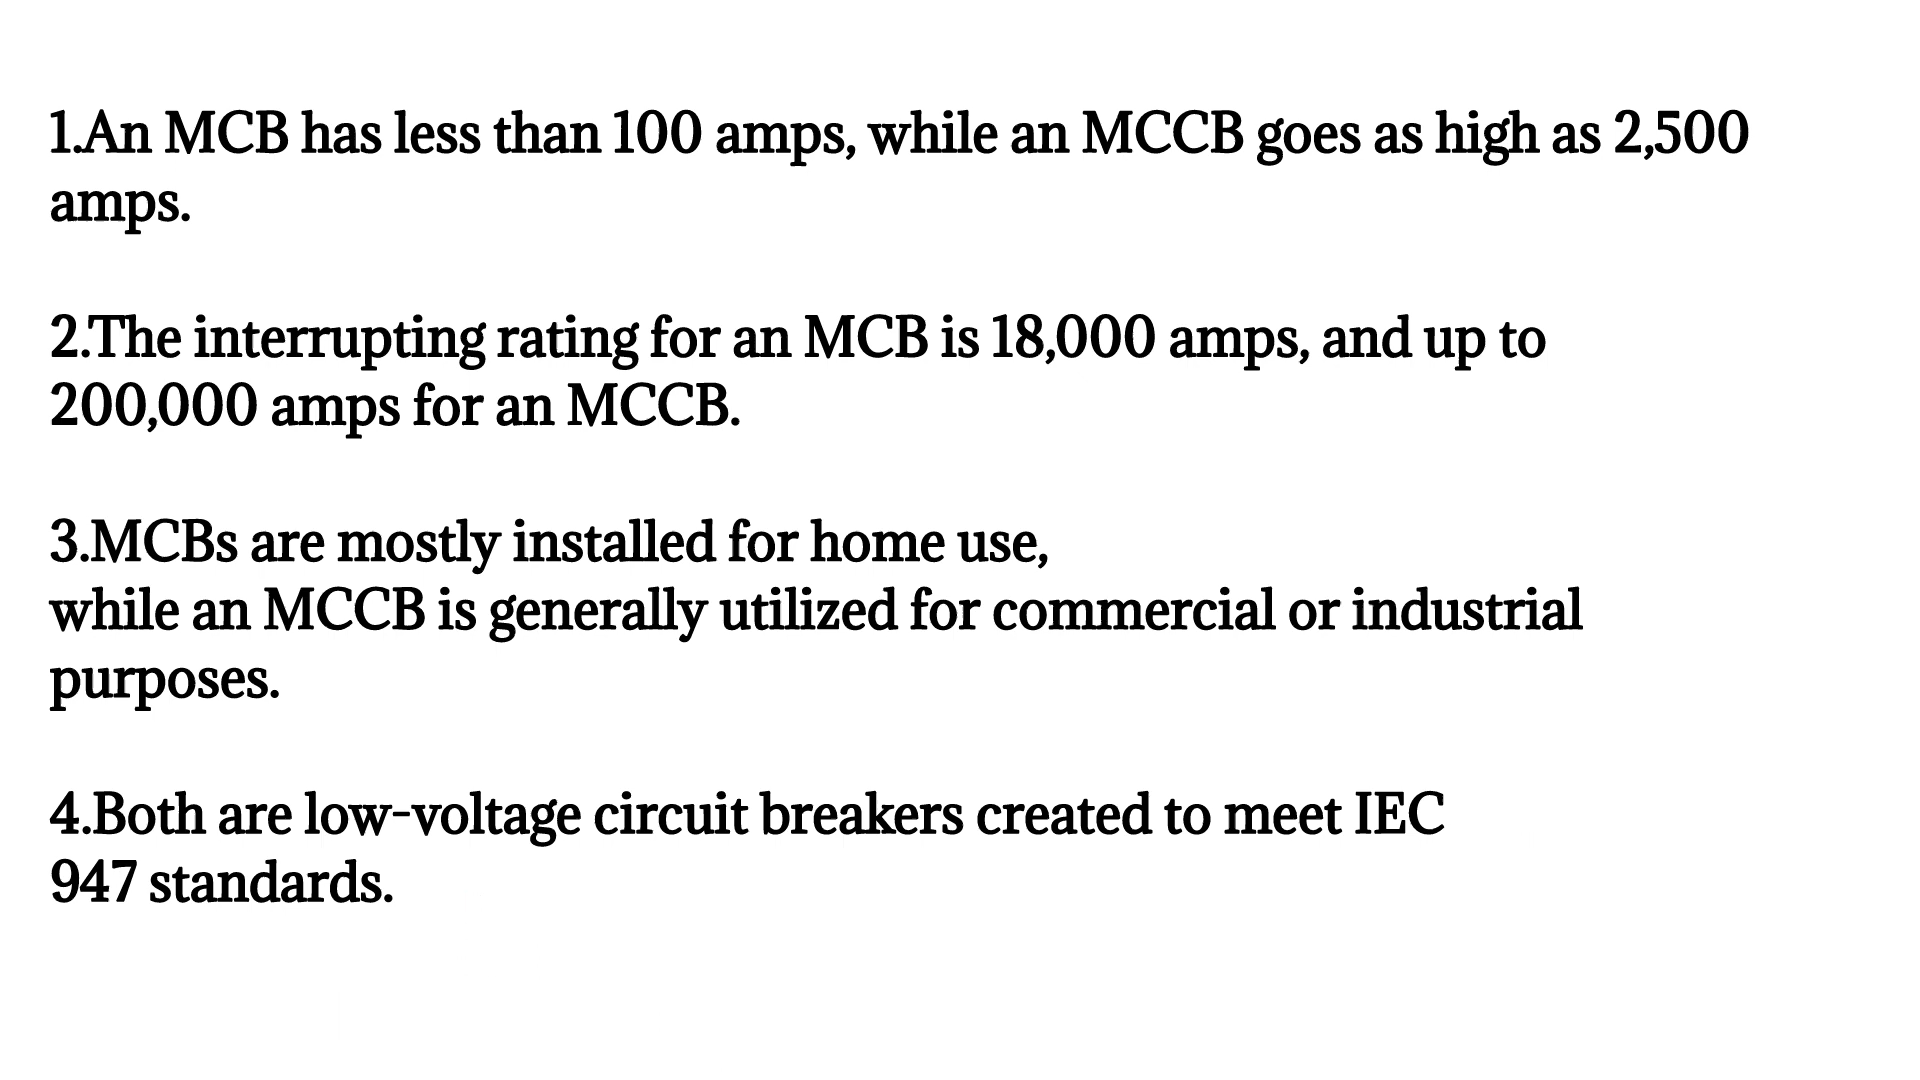 1.An MCB has less than 100 amps, while an MCCB goes as high as 2,500
amps.
2.The interrupting rating for an MCB is 18,000 amps, and up to
200,000 amps for an MCCB.
3.MCBs are mostly installed for home use,
while an MCCB is generally utilized for commercial or industrial
purposes.
4.Both are low-voltage circuit breakers created to meet IEC
947 standards.